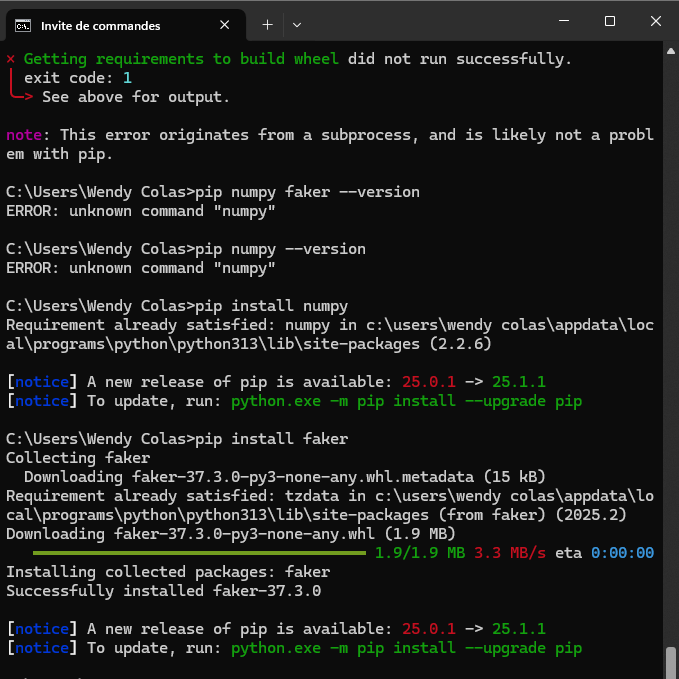 Invite de commandes
× Getting requirements to build wheel did not run successfully.
exit code: 1
╰─> See above for output.
note: This error originates from a subprocess, and is likely not a probl
em with pip.
C:\Users\Wendy Colas>pip numpy faker --version
ERROR: unknown command "numpy"
C:\Users\Wendy Colas>pip numpy --version
ERROR: unknown command "numpy"
C:\Users\Wendy Colas>pip install numpy
Requirement already satisfied: numpy in c:\users\wendy colas\appdata\loc
al\programs\python\python313\lib\site-packages (2.2.6)
[notice] A new release of pip is available: 25.0.1 -> 25.1.1
[notice] To update, run: python.exe -m pip install --upgrade pip
C:\Users\Wendy Colas>pip install faker
Collecting faker
Downloading faker-37.3.0-py3-none-any.whl.metadata (15 kB)
Requirement already satisfied: tzdata in c:\users\wendy colas\appdata\lo
cal\programs\python\python313\lib\site-packages (from faker) (2025.2)
Downloading faker-37.3.0-py3-none-any.whl (1.9 MB)
1.9/1.9 MB 3.3 MB/s eta 0:00:00
Installing collected packages: faker
Successfully installed faker-37.3.0
[notice] A new release of pip is available: 25.0.1 -> 25.1.1
[notice] To update, run: python.exe -m pip install --upgrade pip